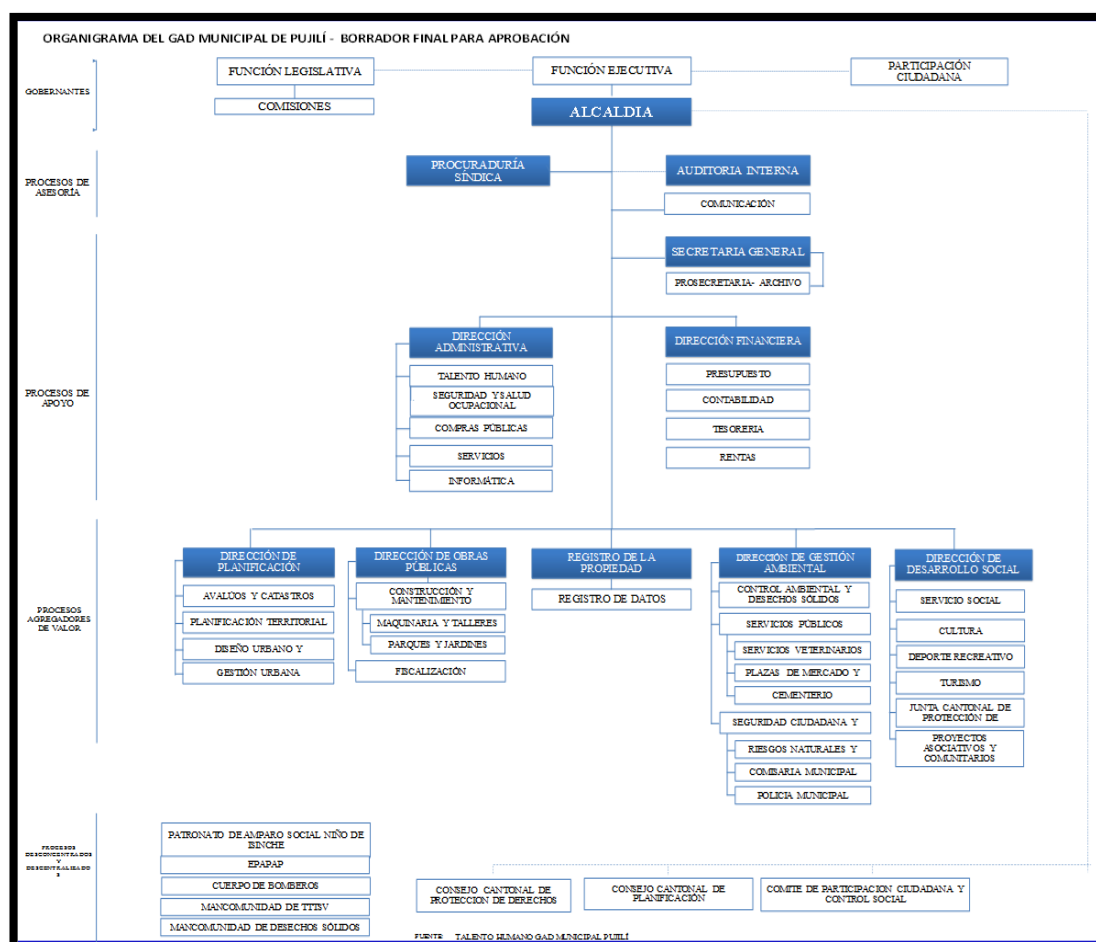 ORGANIGRAMA DEL GAD MUNICIPAL DE PUJILÍ - BORRADOR FINAL PARA APROBACIÓN
GOBERNANTES
FUNCIÓN LEGISLATIVA
FUNCIÓN EJECUTIVA
PARTICIPACIÓN
CIUDADANA
COMISIONES
ALCALDIA
PROCESOS DE
ASESORÍA
PROCURADURÍA
SÍNDICA
AUDITORIA INTERNA
COMUNICACIÓN
PROCESOS DE
APOYO
SECRETARIA GENERAL
PROSECRETARIA- ARCHIVO
DIRECCIÓN
ADMINISTRATIVA
TALENTO HUMANO
SEGURIDAD Y SALUD
OCUPACIONAL
COMPRAS PÚBLICAS
SERVICIOS
INFORMÁTICA
DIRECCIÓN FINANCIERA
PRESUPUESTO
CONTABILIDAD
TESORERIA
RENTAS
PROCESOS
AGREGADORES
DE VALOR
DIRECCIÓN DE
PLANIFICACIÓN
AVALÚOS Y CATASTROS
PLANIFICACIÓN TERRITORIAL
DISEÑO URBANO Y
GESTIÓN URBANA
DIRECCIÓN DE OBRAS
PÚBLICAS
CONSTRUCCIÓN Y
MANTENIMIENTO
MAQUINARIA Y TALLERES
PARQUES Y JARDINES
FISCALIZACIÓN
REGISTRO DE LA
PROPIEDAD
REGISTRO DE DATOS
DIRECCIÓN DE GESTIÓN
AMBIENTAL
CONTROL AMBIENTAL Y
DESECHOS SÓLIDOS
SERVICIOS PÚBLICOS
SERVICIOS VETERINARIOS
PLAZAS DE MERCADO Y
CEMENTERIO
SEGURIDAD CIUDADANA Y
RIESGOS NATURALES Y
COMISARIA MUNICIPAL
POLICIA MUNICIPAL
DIRECCIÓN DE
DESARROLLO SOCIAL
SERVICIO SOCIAL
CULTURA
DEPORTE RECREATIVO
TURISMO
JUNTA CANTONAL DE
PROTECCIÓN DE
PROYECTOS
ASOCIATIVOS Y
COMUNITARIOS
PROCESOS
DESCONCENTRADOS
Y
DESCENTRALIZADO
S
PATRONATO DE AMPARO SOCIAL NIÑO DE
ISINCHE
EPAPAP
CUERPO DE BOMBEROS
MANCOMUNIDAD DE TTTSV
MANCOMUNIDAD DE DESECHOS SÓLIDOS
CONSEJO CANTONAL DE
PROTECCION DE DERECHOS
CONSEJO CANTONAL DE
PLANIFICACIÓN
COMITE DE PARTICIPACION CIUDADANA Y
CONTROL SOCIAL
FUENTE: TALENTO HUMANO GAD MUNICIPAL PUJILÍ